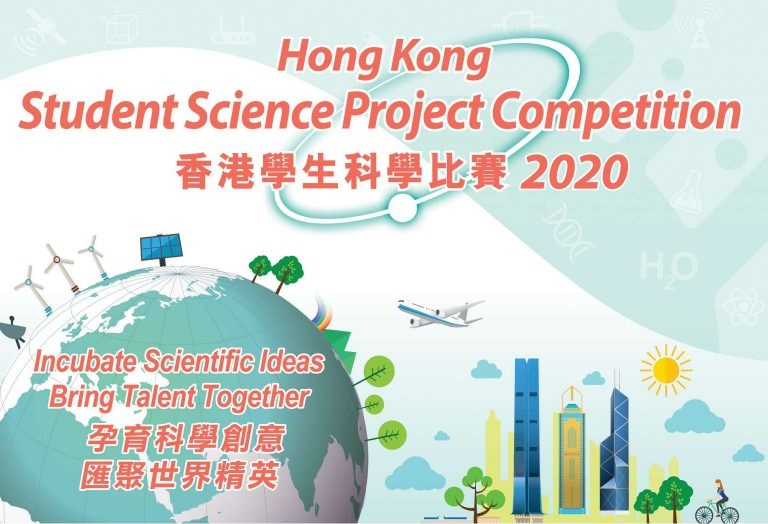 Hong Kong
Student Science Project Competition
香港學生科學比賽 2020
H₂O
Incubate Scientific Ideas
Bring Talent Together
孕育科學創意
匯聚世界精英